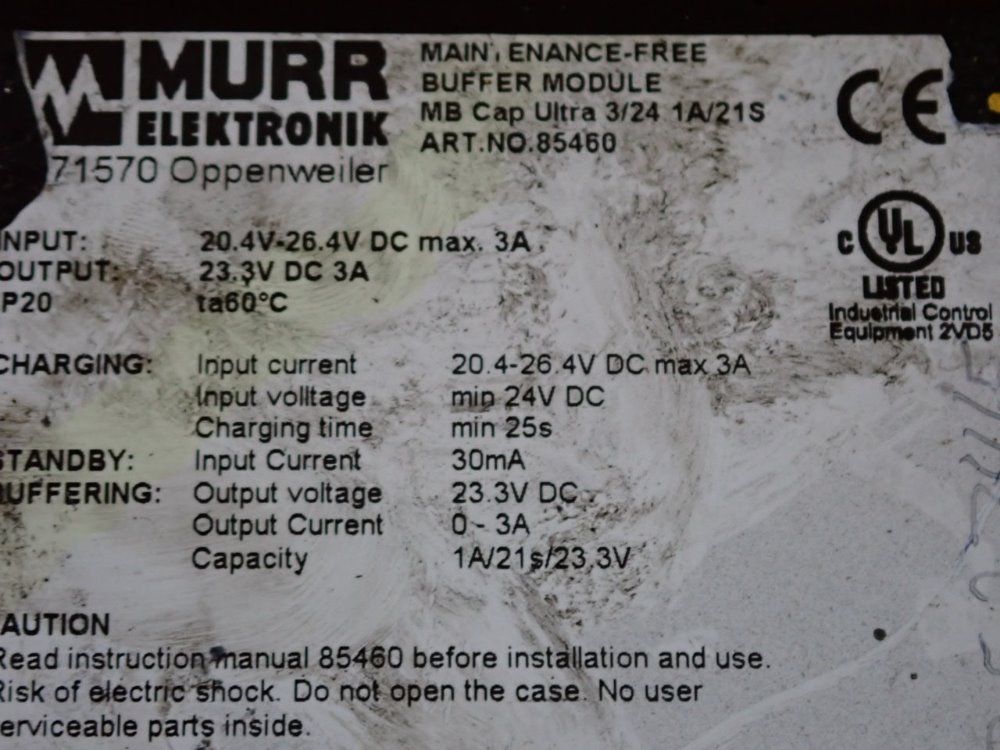 MURR
ELEKTRONIK
71570 Oppenweiler
MAIN ENANCE-FREE
BUFFER MODULE
MB Cap Ultra 3/24 1A/21S
ART.NO.85460
CE
C UL US
LISTED
Industrial Control
Equipment 2VD5
INPUT: 20.4V-26.4V DC max. 3A
OUTPUT: 23.3V DC 3A
IP20 ta60°C
CHARGING: Input current 20.4-26.4V DC max 3A
Input volltage min 24V DC
Charging time min 25s
STANDBY: Input Current 30mA
BUFFERING: Output voltage 23.3V DC
Output Current 0 - 3A
Capacity 1A/21s/23,3V
CAUTION
Read instruction manual 85460 before installation and use.
Risk of electric shock. Do not open the case. No user
serviceable parts inside.